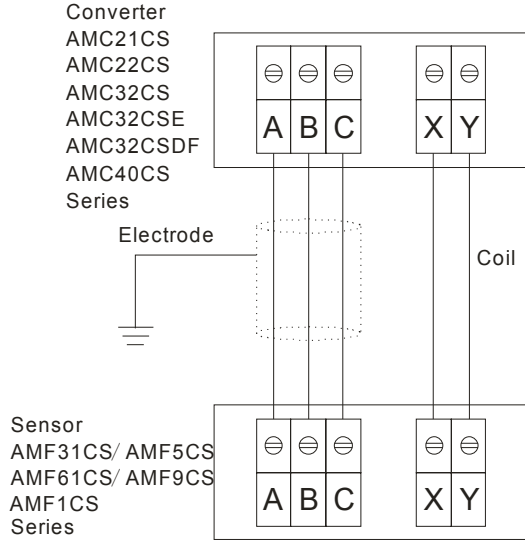 Converter
AMC21CS
AMC22CS
AMC32CS
AMC32CSE
AMC32CSDF
AMC40CS
Series
A B C X Y
Electrode
Coil
Sensor
AMF31CS/ AMF5CS
AMF61CS/ AMF9CS
AMF1CS
Series
A B C X Y